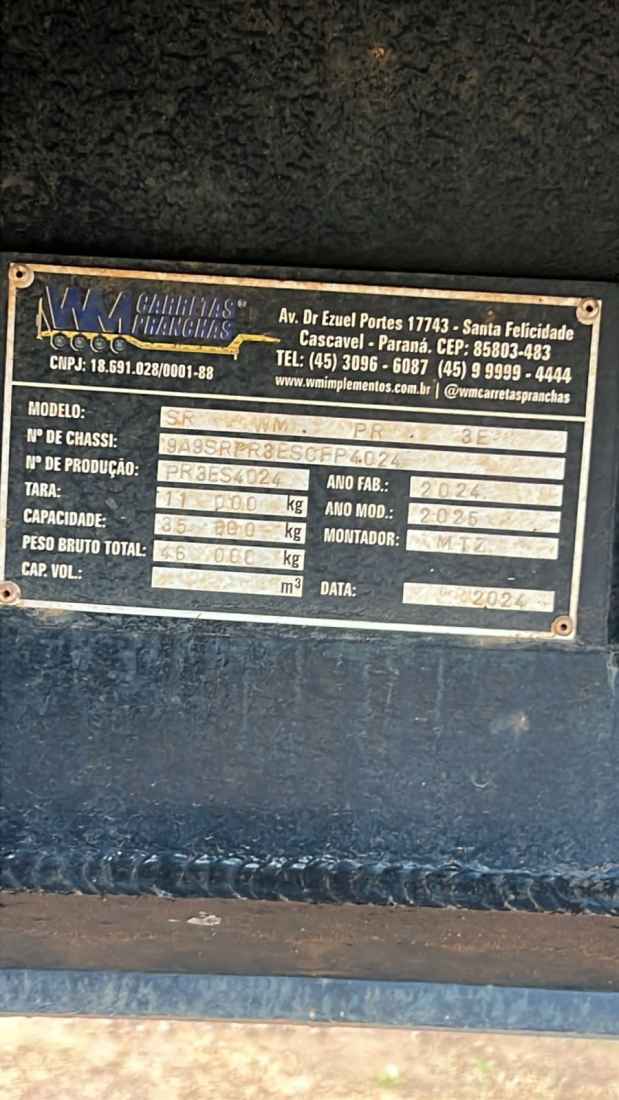 WM CARRETAS PRANCHAS
CNPJ: 18.691.028/0001-88
Av. Dr Ezuel Portes 17743 - Santa Felicidade
Cascavel - Paraná. CEP: 85803-483
TEL: (45) 3096 - 6087 (45) 9 9999 - 4444
www.wmimplementos.com.br | @wmcarretaspranchas
MODELO: SR WM. PR. 3E
Nº DE CHASSI: 9A9SRPR3ESCFP4024
Nº DE PRODUÇÃO: PR3ES4024 ANO FAB.: 2024
TARA: 11 000 kg ANO MOD.: 2025
CAPACIDADE: 35 000 kg MONTADOR: MTZ
PESO BRUTO TOTAL: 46 000 kg
CAP. VOL.: m³ DATA: 2024